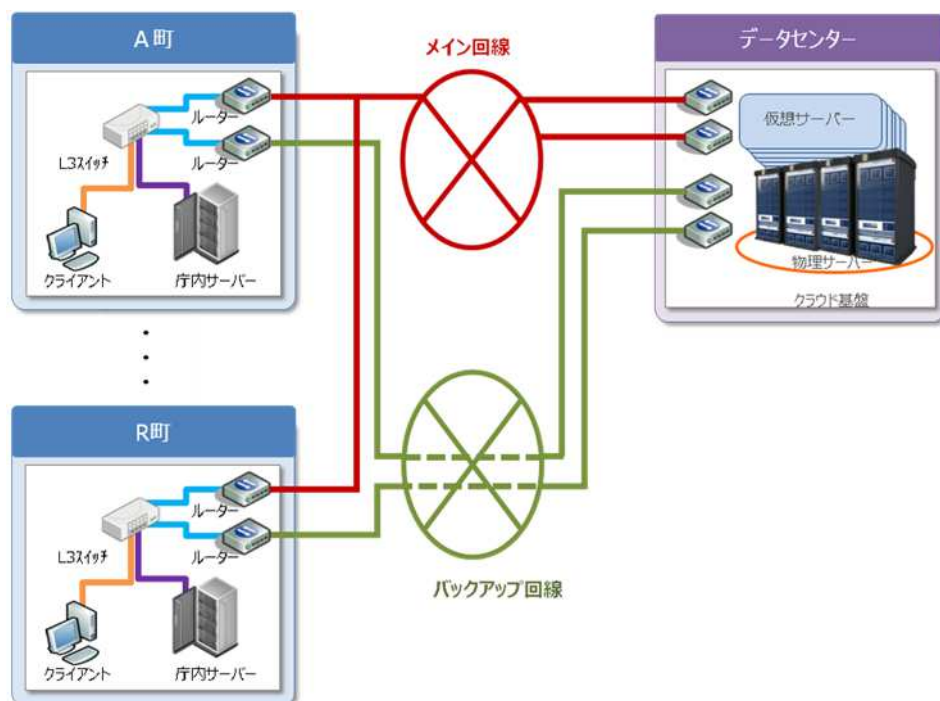 A町
ルーター
ルーター
L3スイッチ
クライアント
庁内サーバー
メイン回線
データセンター
仮想サーバー
物理サーバー
クラウド基盤
R町
ルーター
ルーター
L3スイッチ
クライアント
庁内サーバー
バックアップ回線